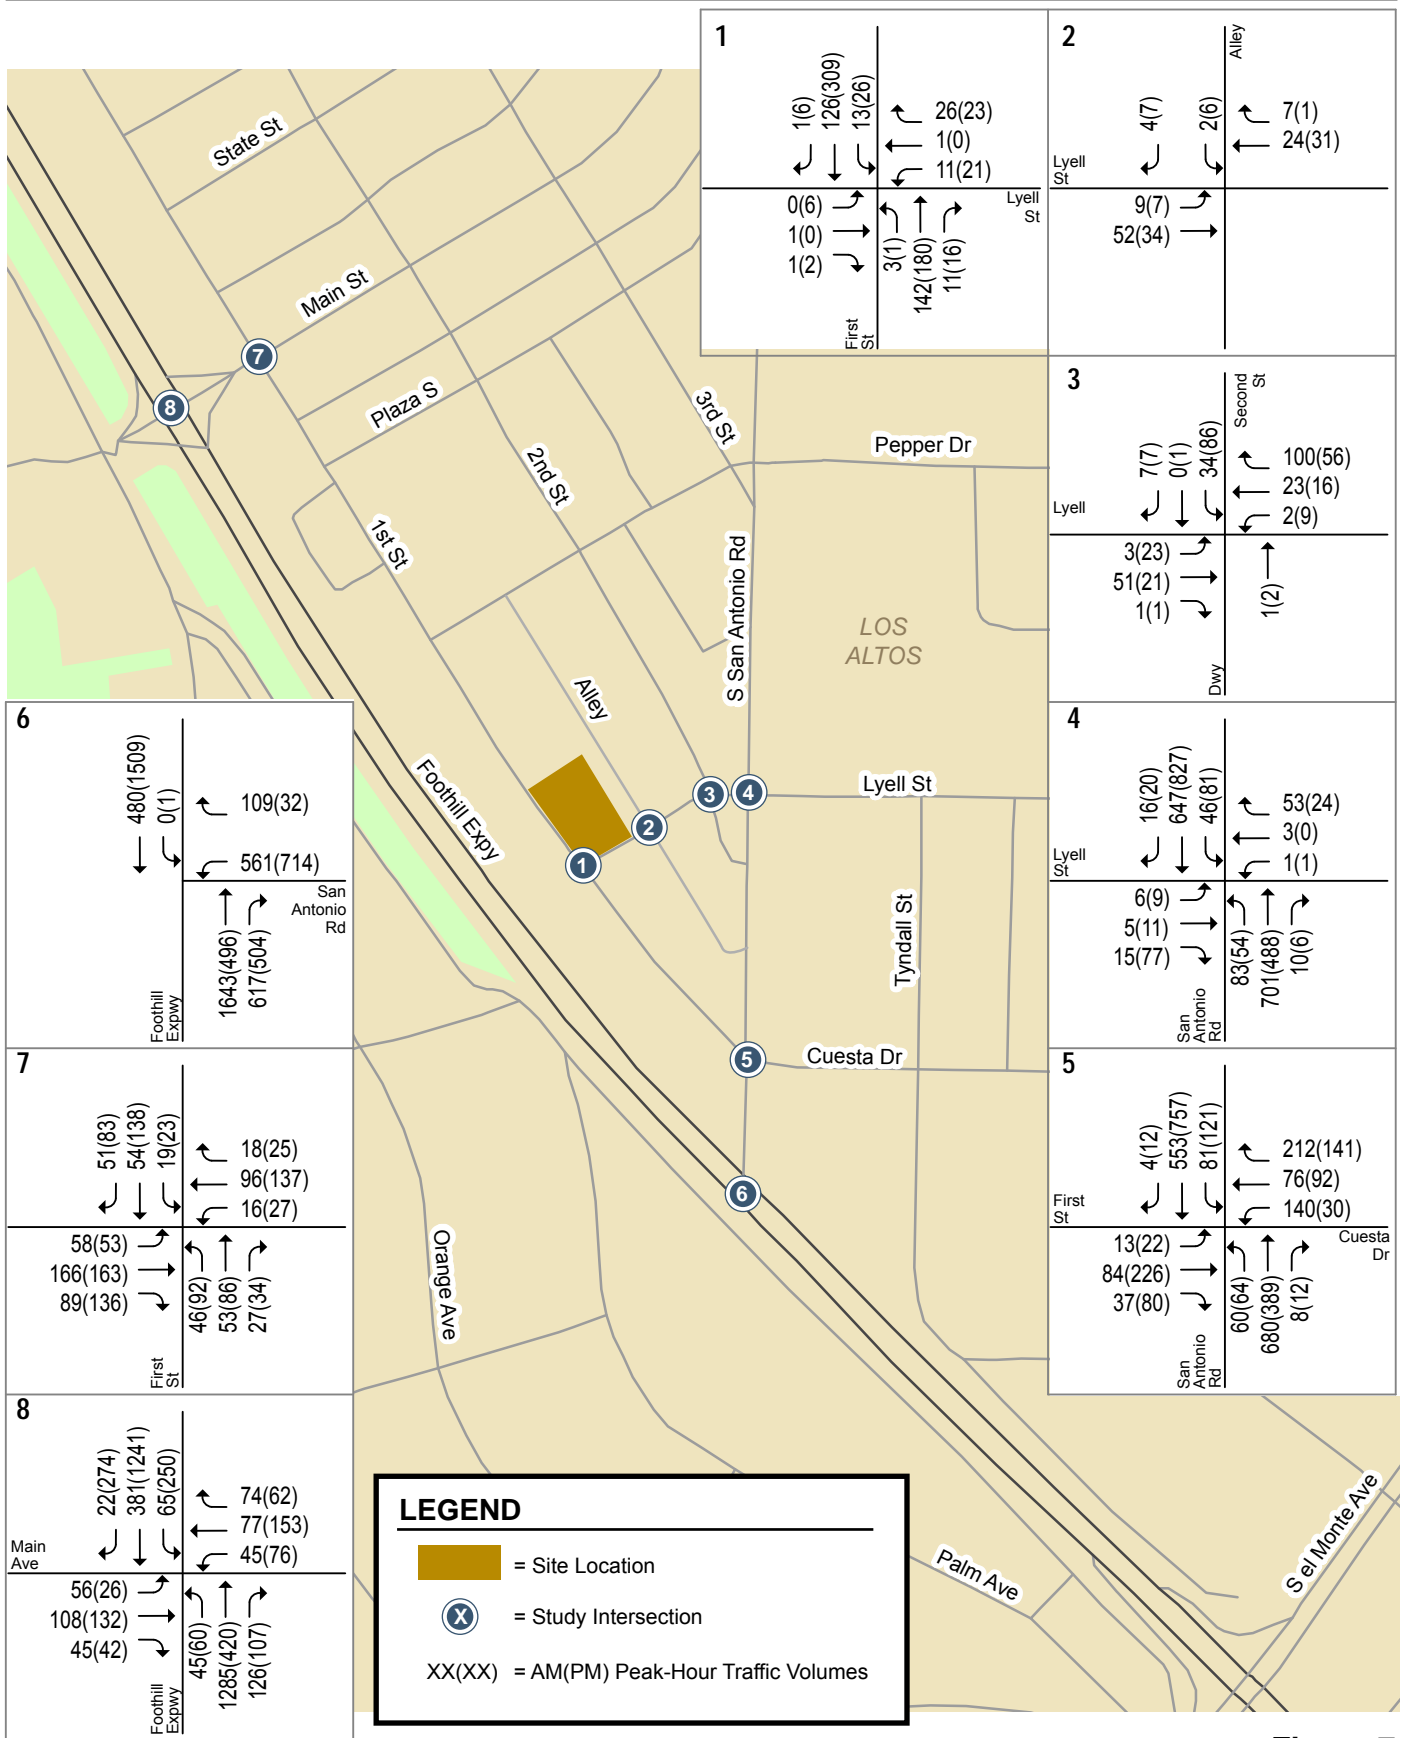 1
1(6)
126(309)
13(26)
26(23)
1(0)
11(21)
Lyell
St
0(6)
1(0)
1(2)
3(1)
142(180)
11(16)
First
St
2
Alley
4(7)
2(6)
7(1)
24(31)
Lyell
St
9(7)
52(34)
3
Second
St
7(7)
0(1)
34(86)
100(56)
23(16)
2(9)
Lyell
3(23)
51(21)
1(1)
1(2)
Dwy
4
16(20)
647(827)
46(81)
53(24)
3(0)
1(1)
Lyell
St
6(9)
5(11)
15(77)
83(54)
701(488)
10(6)
San
Antonio
Rd
5
4(12)
553(757)
81(121)
212(141)
76(92)
140(30)
First
St
Cuesta
Dr
13(22)
84(226)
37(80)
60(64)
680(389)
8(12)
San
Antonio
Rd
6
480(1509)
0(1)
109(32)
561(714)
San
Antonio
Rd
1643(496)
617(504)
Foothill
Expwy
7
51(83)
54(138)
19(23)
18(25)
96(137)
16(27)
58(53)
166(163)
89(136)
46(92)
53(86)
27(34)
First
St
8
22(274)
381(1241)
65(250)
74(62)
77(153)
45(76)
Main
Ave
56(26)
108(132)
45(42)
45(60)
1285(420)
126(107)
Foothill
Expwy
State St
Main St
Plaza S
3rd St
2nd St
1st St
Pepper Dr
S San Antonio Rd
LOS
ALTOS
Alley
Foothill Expy
Lyell St
Tyndall St
Cuesta Dr
Orange Ave
Palm Ave
S el Monte Ave
7
8
3
4
2
1
5
6
LEGEND
= Site Location
X = Study Intersection
XX(XX) = AM(PM) Peak-Hour Traffic Volumes